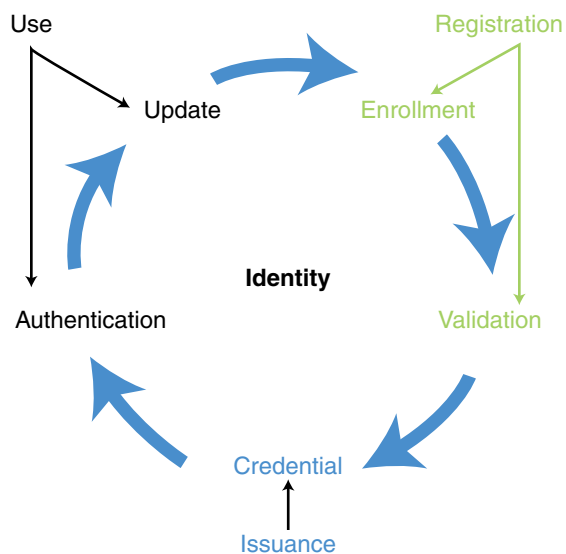 Use
Registration
Update
Enrollment
Identity
Authentication
Validation
Credential
Issuance